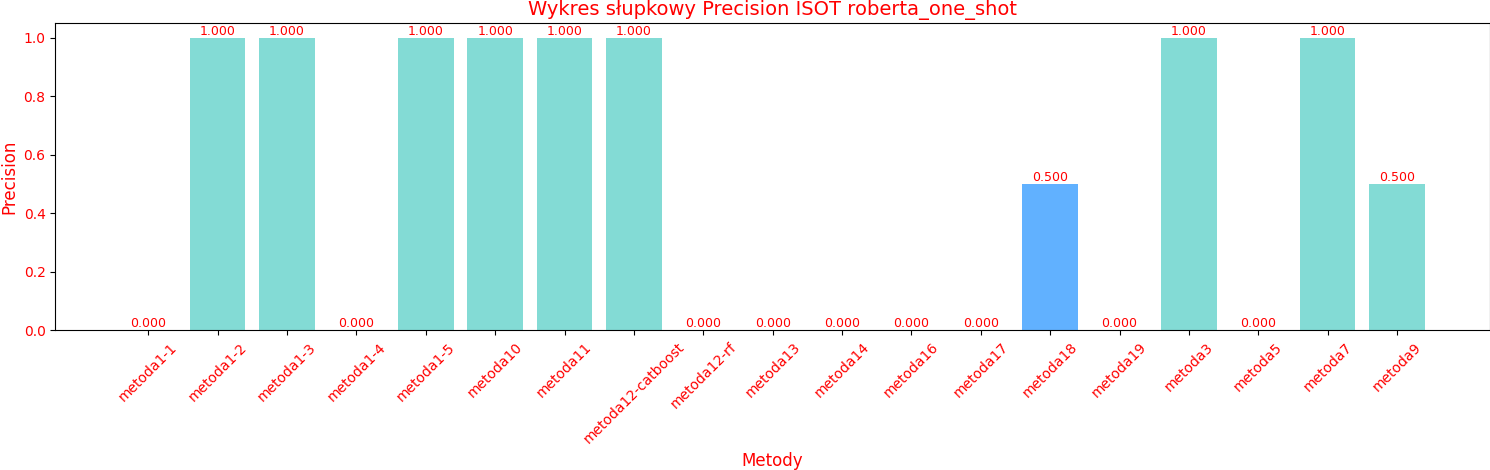 Wykres słupkowy Precision ISOT roberta_one_shot
Precision
1.0
0.8
0.6
0.4
0.2
0.0
0.000
1.000
1.000
0.000
1.000
1.000
1.000
1.000
0.000
0.000
0.000
0.000
0.000
0.500
0.000
1.000
0.000
1.000
0.500
metoda1-1
metoda1-2
metoda1-3
metoda1-4
metoda1-5
metoda10
metoda11
metoda12-catboost
metoda12-rf
metoda13
metoda14
metoda16
metoda17
metoda18
metoda19
metoda3
metoda5
metoda7
metoda9
Metody